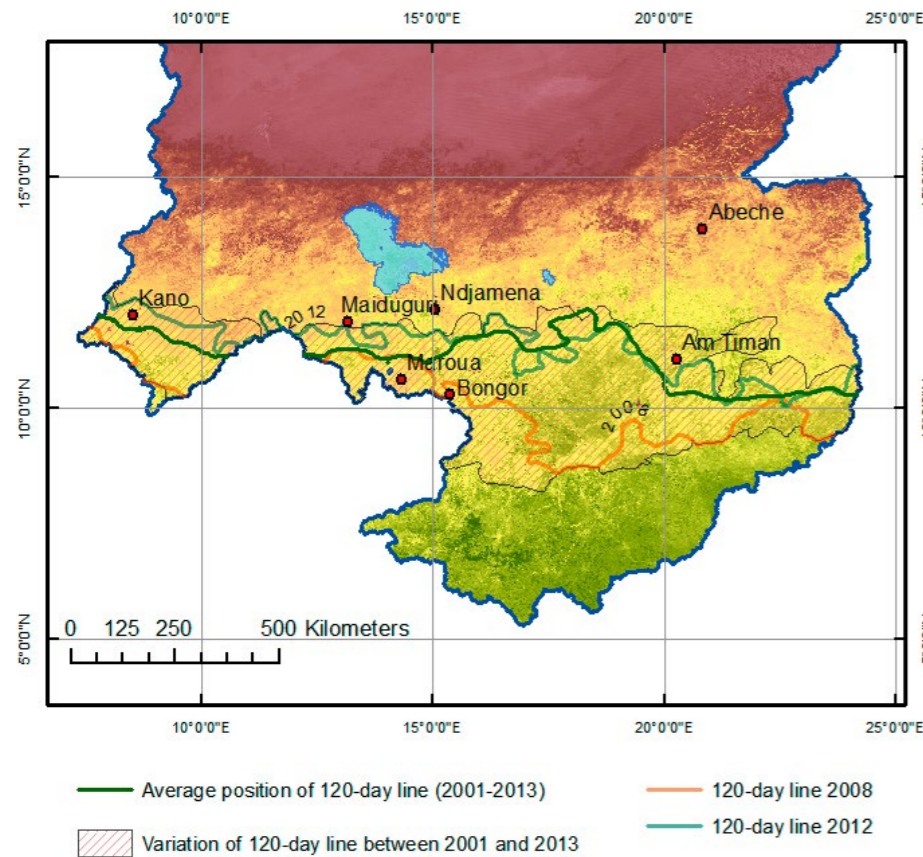 10°0'0"E 15°0'0"E 20°0'0"E 25°0'0"E
15°0'0"N
Abeche
Kano
Maiduguri
Ndjamena
2012
Am Timan
Maroua
Bongor
10°0'0"N
2008
0 125 250 500 Kilometers
5°0'0"N
10°0'0"E 15°0'0"E 20°0'0"E 25°0'0"E
Average position of 120-day line (2001-2013)
120-day line 2008
120-day line 2012
Variation of 120-day line between 2001 and 2013